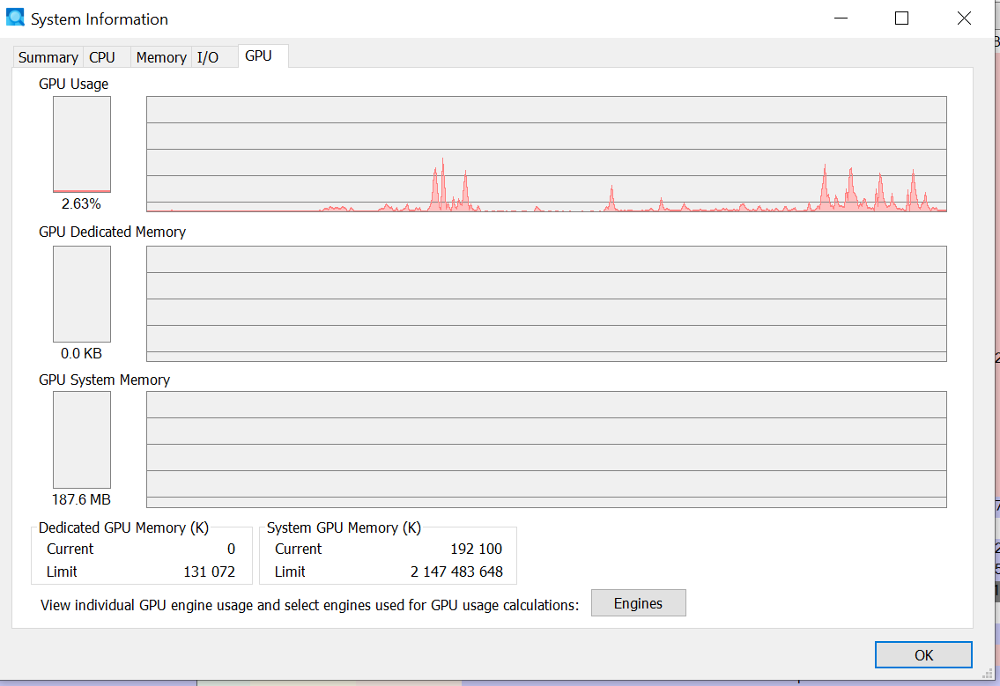 System Information
Summary CPU Memory I/O GPU
GPU Usage
2.63%
GPU Dedicated Memory
0.0 KB
GPU System Memory
187.6 MB
Dedicated GPU Memory (K) System GPU Memory (K)
Current 0 Current 192 100
Limit 131 072 Limit 2 147 483 648
View individual GPU engine usage and select engines used for GPU usage calculations: Engines
OK